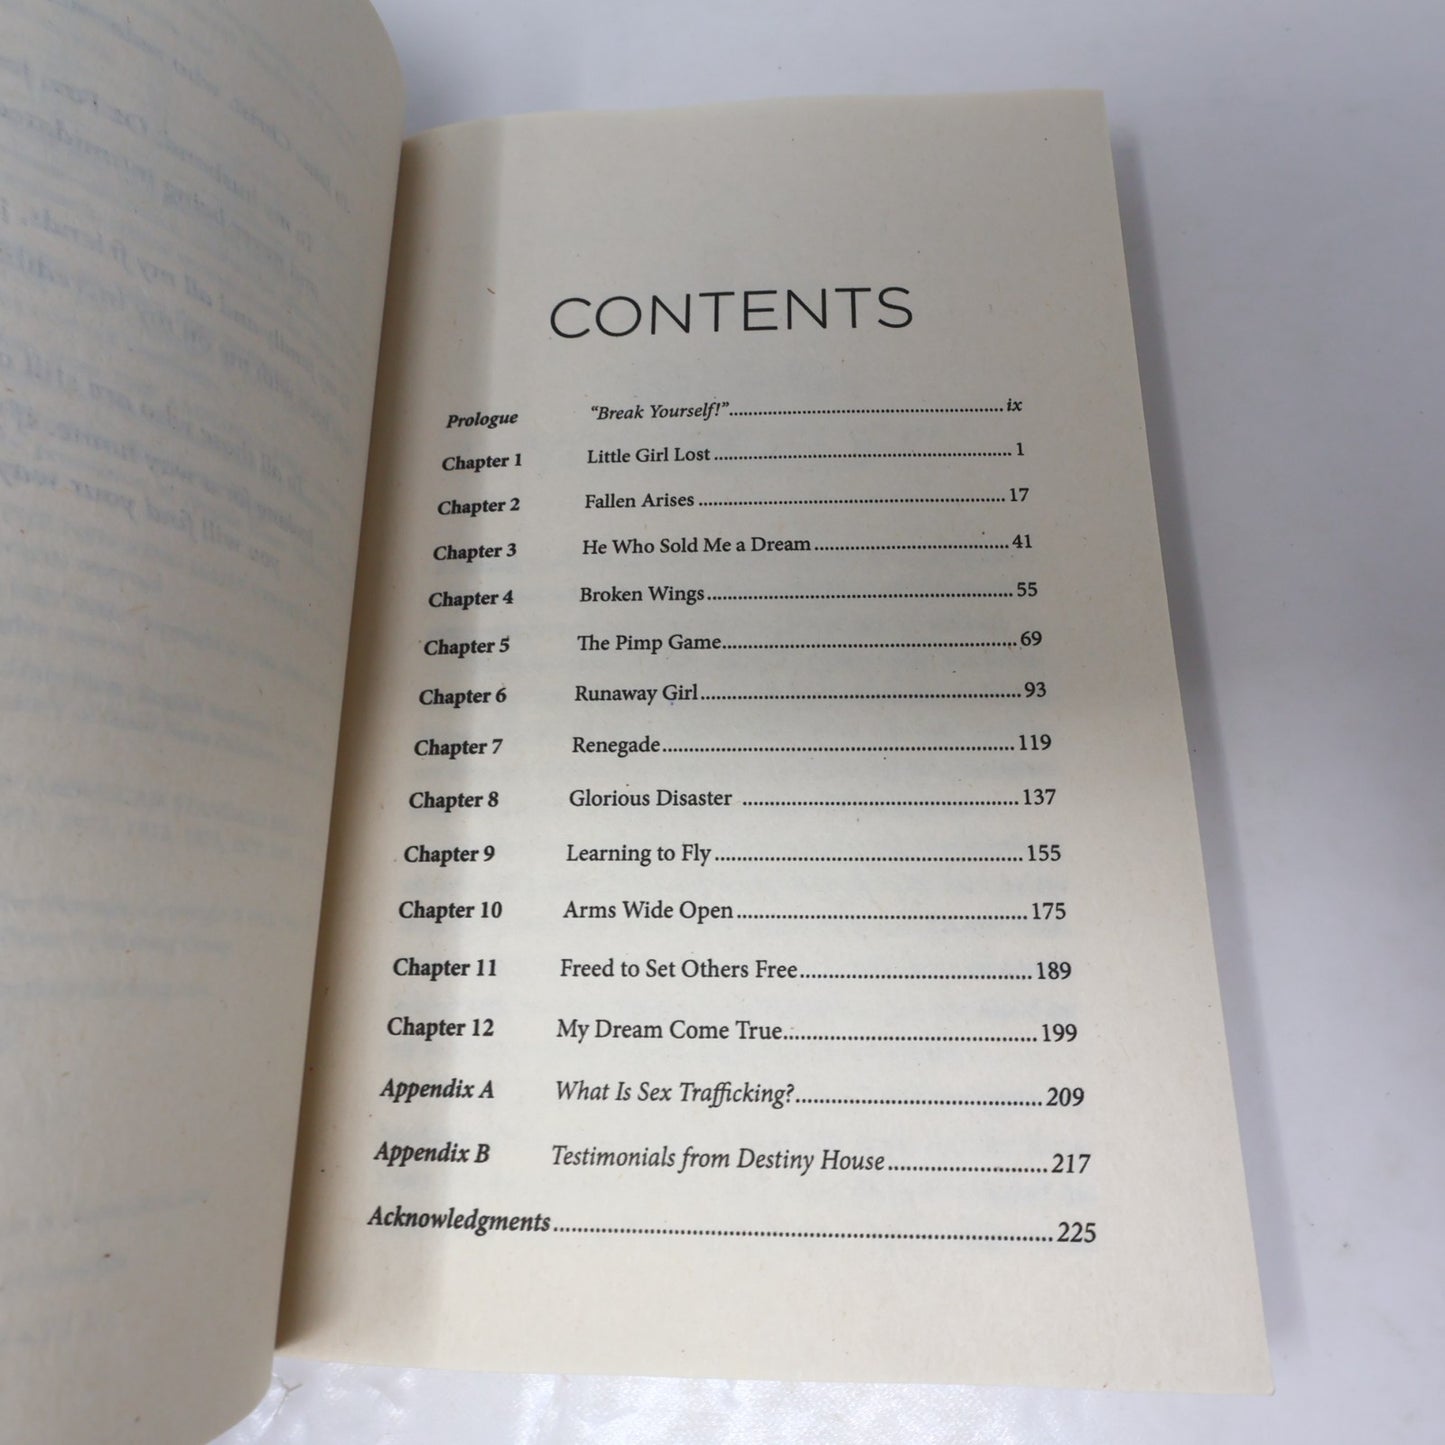 CONTENTS
Prologue “Break Yourself!”........................................ix
Chapter 1 Little Girl Lost........................................1
Chapter 2 Fallen Arises........................................17
Chapter 3 He Who Sold Me a Dream........................................41
Chapter 4 Broken Wings........................................55
Chapter 5 The Pimp Game........................................69
Chapter 6 Runaway Girl........................................93
Chapter 7 Renegade........................................119
Chapter 8 Glorious Disaster ........................................137
Chapter 9 Learning to Fly........................................155
Chapter 10 Arms Wide Open........................................175
Chapter 11 Freed to Set Others Free........................................189
Chapter 12 My Dream Come True........................................199
Appendix A What Is Sex Trafficking?........................................209
Appendix B Testimonials from Destiny House........................................217
Acknowledgments........................................225